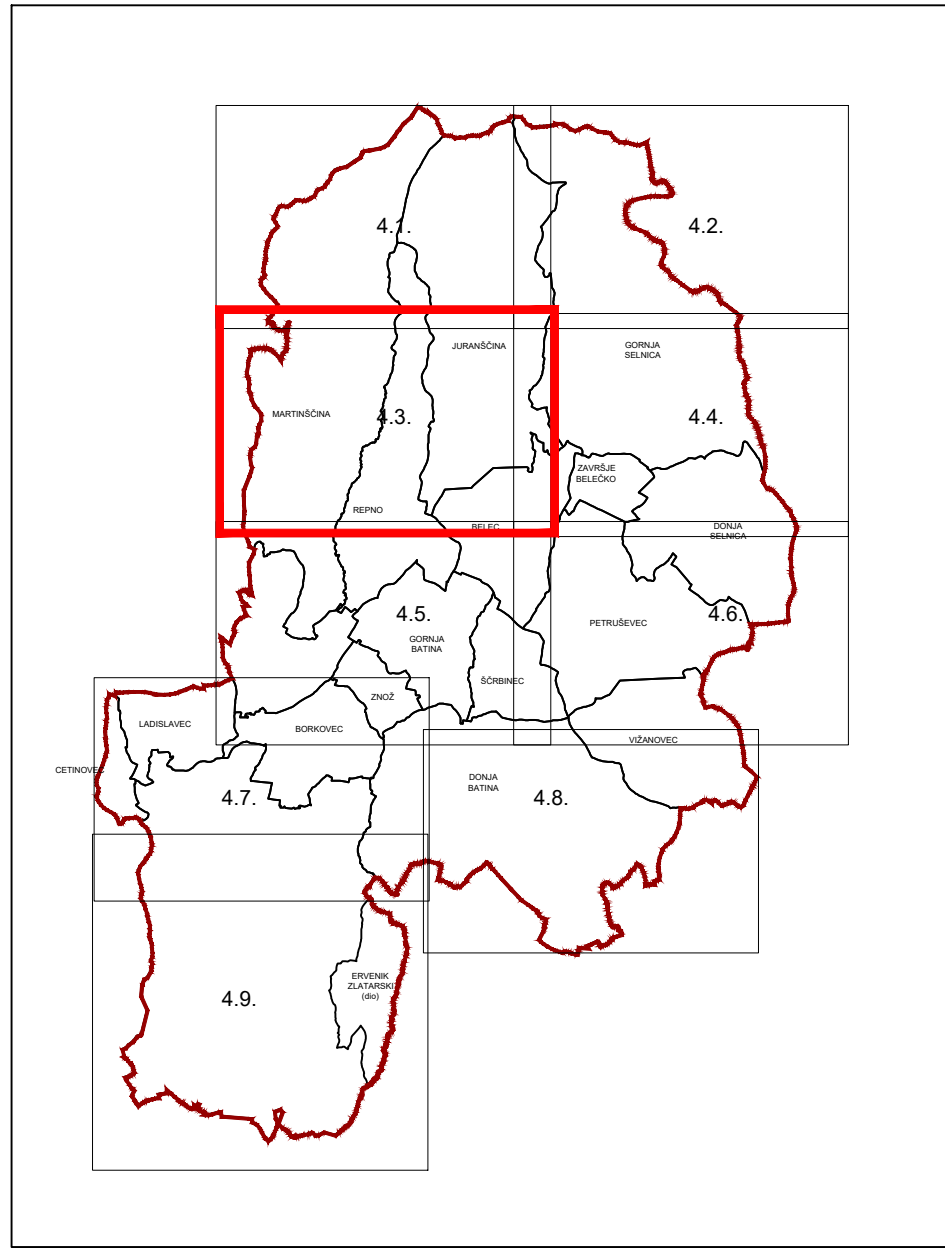 4.1.
4.2.
JURANŠČINA
GORNJA
SELNICA
MARTINŠČINA
4.3.
4.4.
ZAVRŠJE
BELEČKO
REPNO
BELEC
DONJA
SELNICA
4.5.
4.6.
PETRUŠEVEC
GORNJA
BATINA
ŠČRBINEC
ZNOŽ
LADISLAVEC
BORKOVEC
VIŽANOVEC
CETINOVEC
DONJA
BATINA
4.7.
4.8.
ERVENIK
ZLATARSKI
(dio)
4.9.